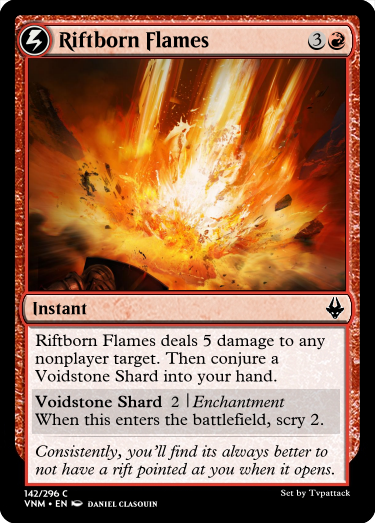 Riftborn Flames 3
Instant
Riftborn Flames deals 5 damage to any
nonplayer target. Then conjure a
Voidstone Shard into your hand.
Voidstone Shard 2 | Enchantment
When this enters the battlefield, scry 2.
Consistently, you'll find its always better to
not have a rift pointed at you when it opens.
142/296 C Set by Tvpattack
VNM • EN DANIEL CLASOUIN